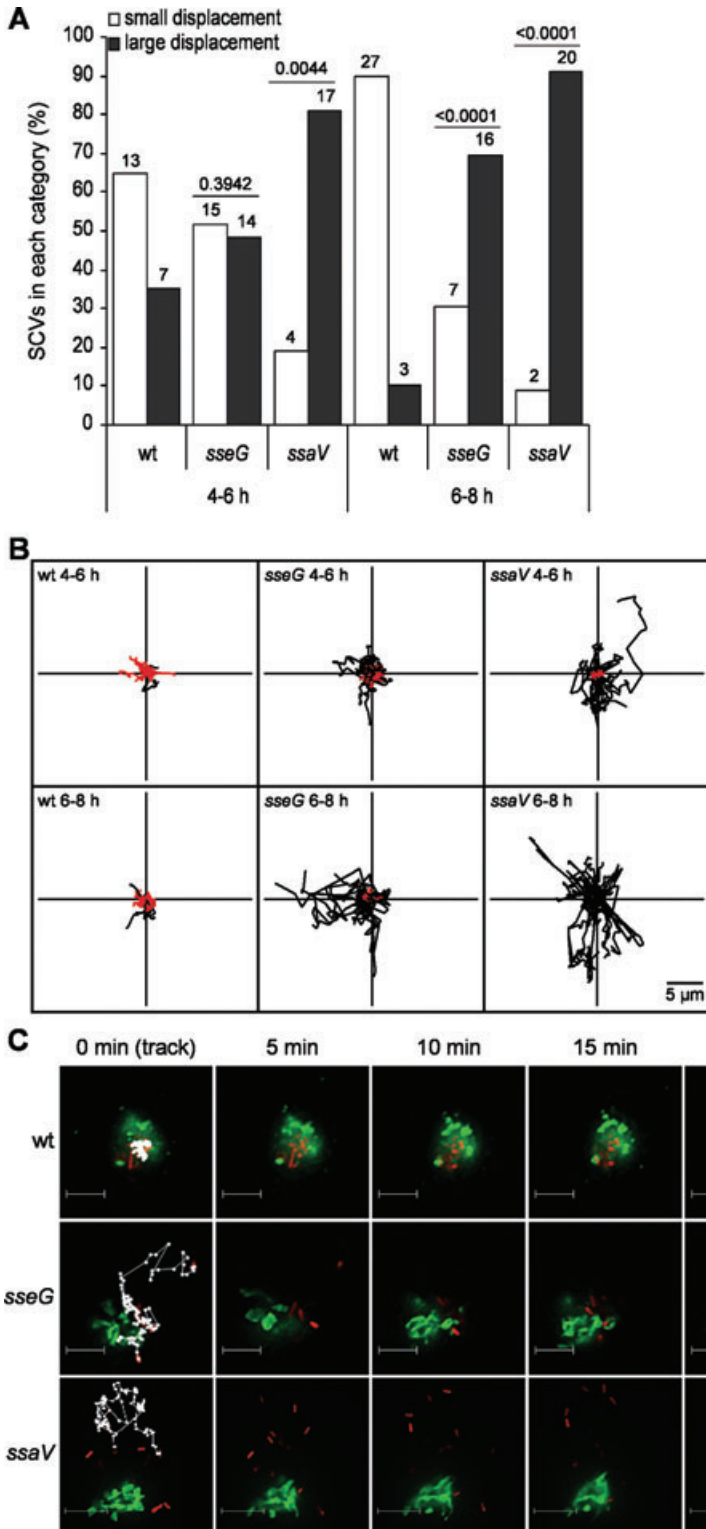 A
small displacement
large displacement
SCVs in each category (%)
100
90
80
70
60
50
40
30
20
10
0
13
7
0.3942
15
14
0.0044
17
4
27
3
<0.0001
16
7
<0.0001
20
2
wt
sseG
ssaV
wt
sseG
ssaV
4-6 h
6-8 h
B
wt 4-6 h
sseG 4-6 h
ssaV 4-6 h
wt 6-8 h
sseG 6-8 h
ssaV 6-8 h
5 µm
C
0 min (track)
5 min
10 min
15 min
wt
sseG
ssaV